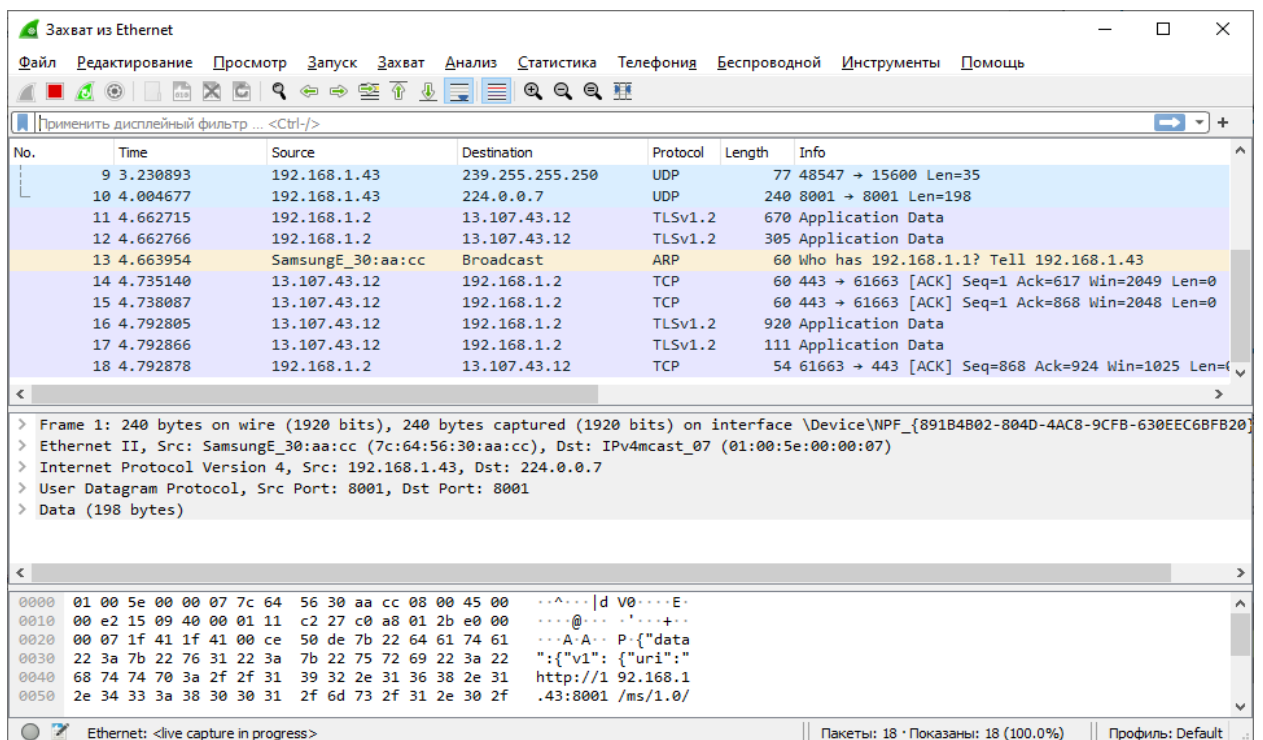 Захват из Ethernet
Файл Редактирование Просмотр Запуск Захват Анализ Статистика Телефония Беспроводной Инструменты Помощь
Применить дисплейный фильтр ... <Ctrl-/>
No. Time Source Destination Protocol Length Info
9 3.230893 192.168.1.43 239.255.255.250 UDP 77 48547 → 15600 Len=35
10 4.004677 192.168.1.43 224.0.0.7 UDP 240 8001 → 8001 Len=198
11 4.662715 192.168.1.2 13.107.43.12 TLSv1.2 670 Application Data
12 4.662766 192.168.1.2 13.107.43.12 TLSv1.2 305 Application Data
13 4.663954 SamsungE_30:aa:cc Broadcast ARP 60 Who has 192.168.1.1? Tell 192.168.1.43
14 4.735140 13.107.43.12 192.168.1.2 TCP 60 443 → 61663 [ACK] Seq=1 Ack=617 Win=2049 Len=0
15 4.738087 13.107.43.12 192.168.1.2 TCP 60 443 → 61663 [ACK] Seq=1 Ack=868 Win=2048 Len=0
16 4.792805 13.107.43.12 192.168.1.2 TLSv1.2 920 Application Data
17 4.792866 13.107.43.12 192.168.1.2 TLSv1.2 111 Application Data
18 4.792878 192.168.1.2 13.107.43.12 TCP 54 61663 → 443 [ACK] Seq=868 Ack=924 Win=1025 Len=
> Frame 1: 240 bytes on wire (1920 bits), 240 bytes captured (1920 bits) on interface \Device\NPF_{891B4B02-804D-4AC8-9CFB-630EEC6BFB20}
> Ethernet II, Src: SamsungE_30:aa:cc (7c:64:56:30:aa:cc), Dst: IPv4mcast_07 (01:00:5e:00:00:07)
> Internet Protocol Version 4, Src: 192.168.1.43, Dst: 224.0.0.7
> User Datagram Protocol, Src Port: 8001, Dst Port: 8001
> Data (198 bytes)
0000 01 00 5e 00 00 07 7c 64 56 30 aa cc 08 00 45 00 ··^···|d V0····E·
0010 00 e2 15 09 40 00 01 11 c2 27 c0 a8 01 2b e0 00 ····@··· ·'···+··
0020 00 07 1f 41 1f 41 00 ce 50 de 7b 22 64 61 74 61 ···A·A·· P·{"data
0030 22 3a 7b 22 76 31 22 3a 7b 22 75 72 69 22 3a 22 ":{"v1": {"uri":"
0040 68 74 74 70 3a 2f 2f 31 39 32 2e 31 36 38 2e 31 http://1 92.168.1
0050 2e 34 33 3a 38 30 30 31 2f 6d 73 2f 31 2e 30 2f .43:8001 /ms/1.0/
Ethernet: <live capture in progress> Пакеты: 18 · Показаны: 18 (100.0%) Профиль: Default